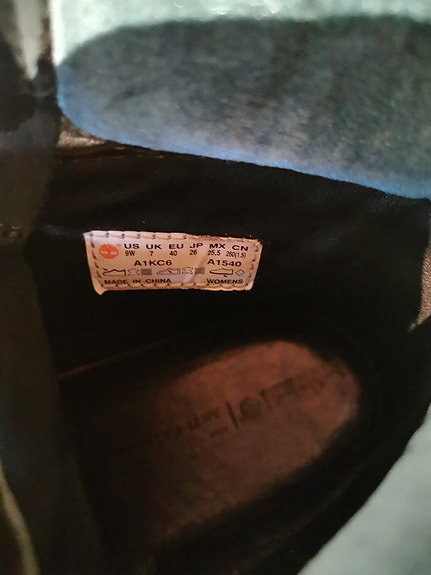 US UK EU JP MX CN
9W 7 40 26 25.5 260(1.5)
A1KC6 A1540
MADE IN CHINA WOMENS